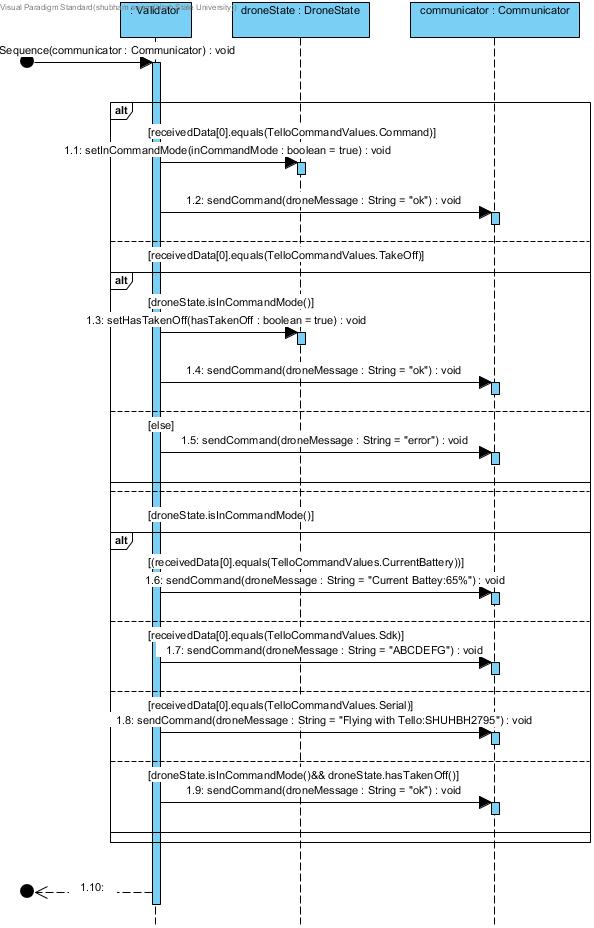 Visual Paradigm Standard(shubham
State University)
: Validator
droneState : DroneState
communicator : Communicator
Sequence(communicator : Communicator) : void
alt
[receivedData[0].equals(TelloCommandValues.Command)]
1.1: setInCommandMode(inCommandMode : boolean = true) : void
1.2: sendCommand(droneMessage : String = "ok") : void
[receivedData[0].equals(TelloCommandValues.TakeOff)]
alt
[droneState.isInCommandMode()]
1.3: setHasTakenOff(hasTakenOff : boolean = true) : void
1.4: sendCommand(droneMessage : String = "ok") : void
[else]
1.5: sendCommand(droneMessage : String = "error") : void
[droneState.isInCommandMode()]
alt
[(receivedData[0].equals(TelloCommandValues.CurrentBattery))]
1.6: sendCommand(droneMessage : String = "Current Battey:65%") : void
[receivedData[0].equals(TelloCommandValues.Sdk)]
1.7: sendCommand(droneMessage : String = "ABCDEFG") : void
[receivedData[0].equals(TelloCommandValues.Serial)]
1.8: sendCommand(droneMessage : String = "Flying with Tello:SHUHBH2795") : void
[droneState.isInCommandMode()&& droneState.hasTakenOff()]
1.9: sendCommand(droneMessage : String = "ok") : void
1.10: